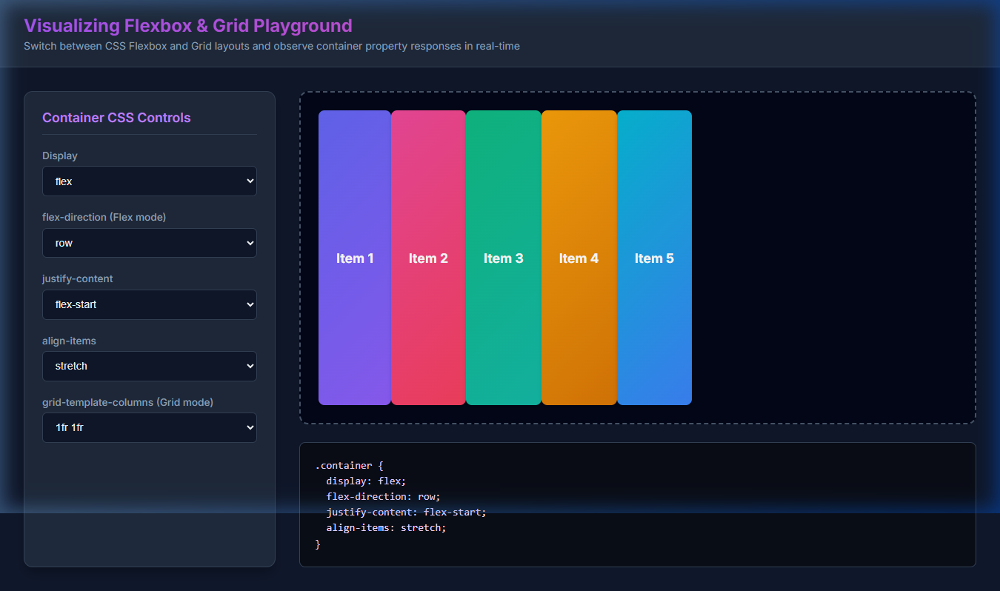 Visualizing Flexbox & Grid Playground
Switch between CSS Flexbox and Grid layouts and observe container property responses in real-time
Container CSS Controls
Display
flex
flex-direction (Flex mode)
row
justify-content
flex-start
align-items
stretch
grid-template-columns (Grid mode)
1fr 1fr
Item 1
Item 2
Item 3
Item 4
Item 5
.container {
  display: flex;
  flex-direction: row;
  justify-content: flex-start;
  align-items: stretch;
}